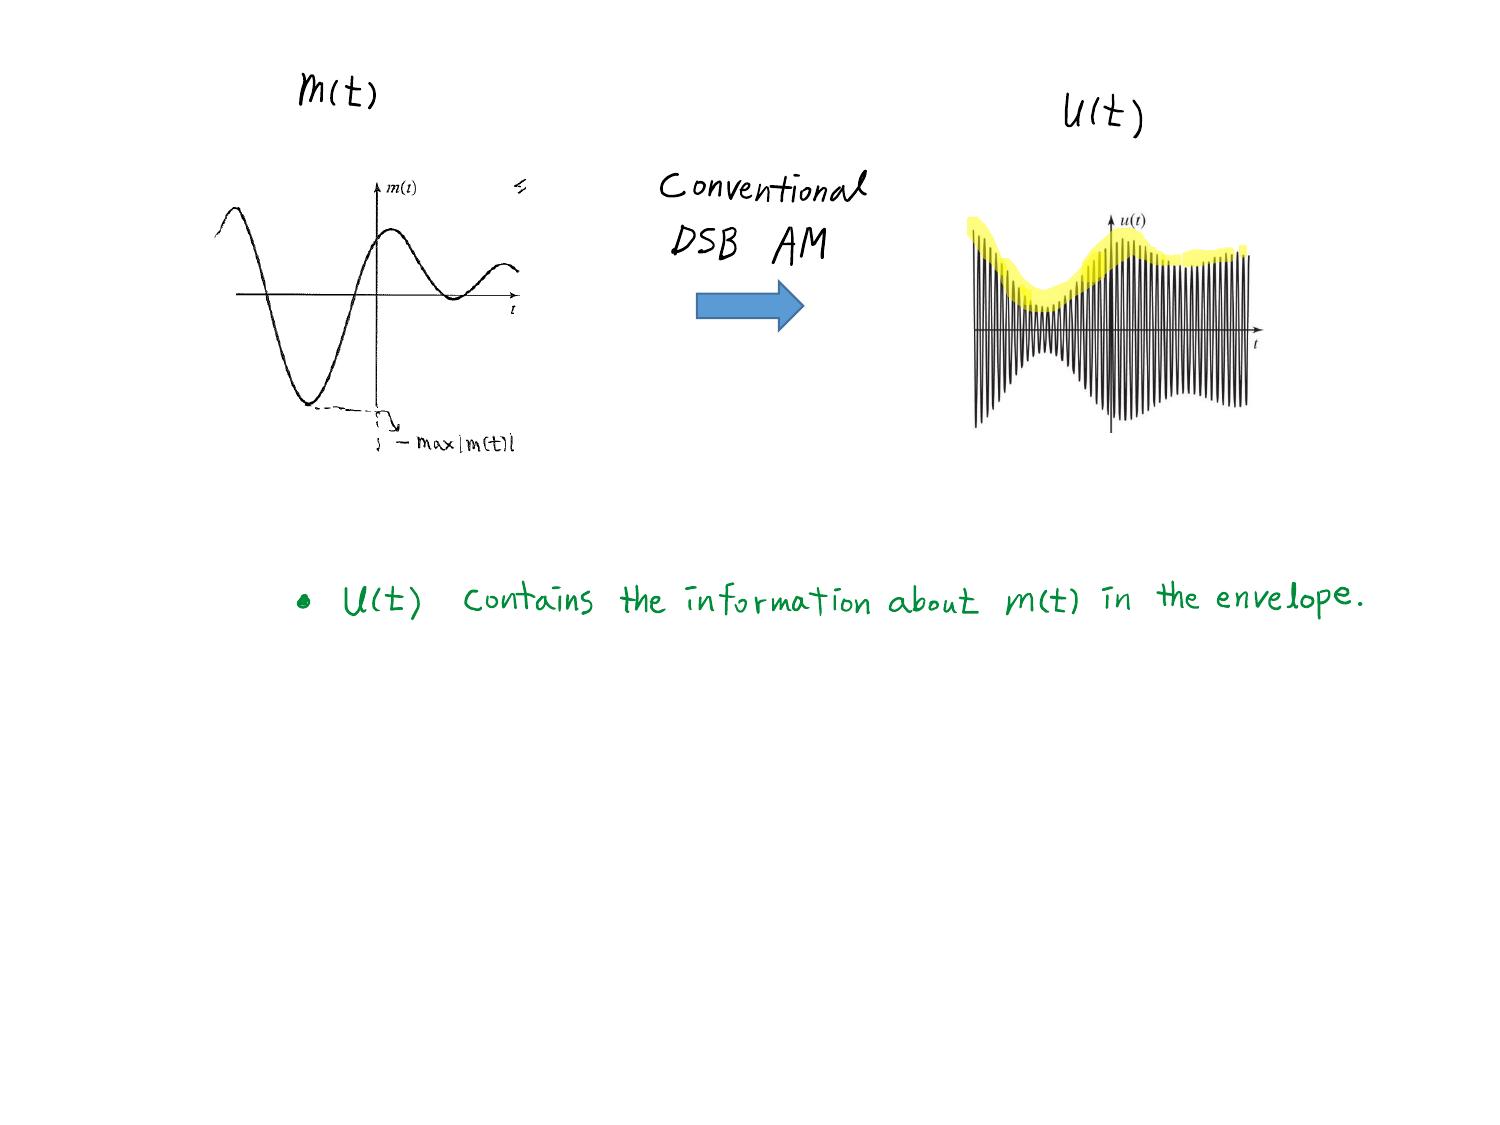 m(t)
u(t)
Conventional
DSB AM
m(t)
t
- max|m(t)|
u(t)
t
• u(t) contains the information about m(t) in the envelope.